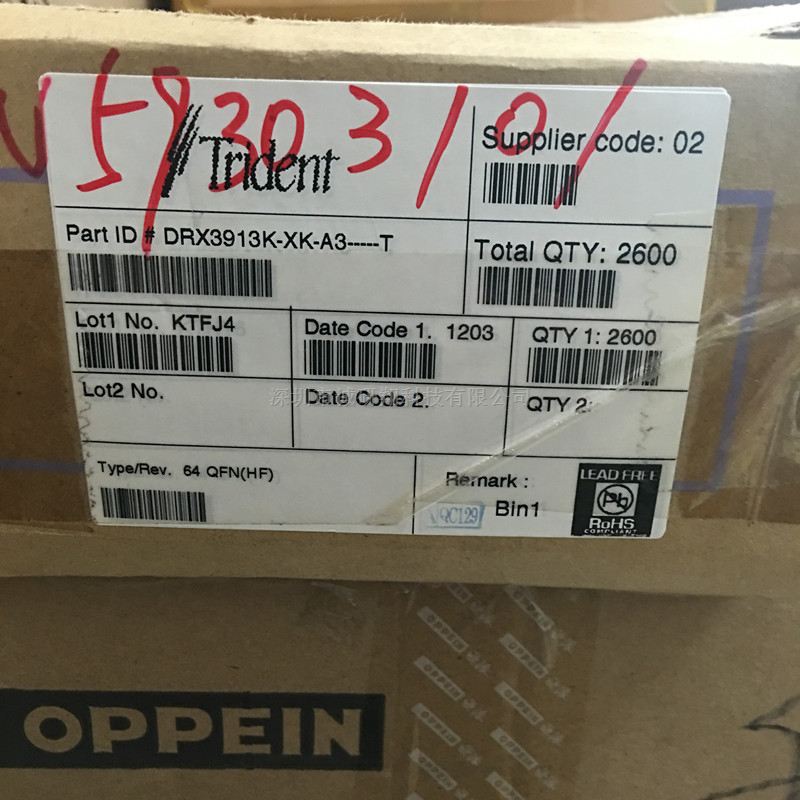 N5930310/
Trident
Supplier code: 02
Part ID # DRX3913K-XK-A3-----T
Total QTY: 2600
Lot1 No. KTFJ4
Date Code 1. 1203
QTY 1: 2600
Lot2 No.
Date Code 2.
QTY 2:
Type/Rev. 64 QFN(HF)
Remark :
QC129
Bin1
LEAD FREE
Pb
RoHS
COMPLIANT
OPPEIN